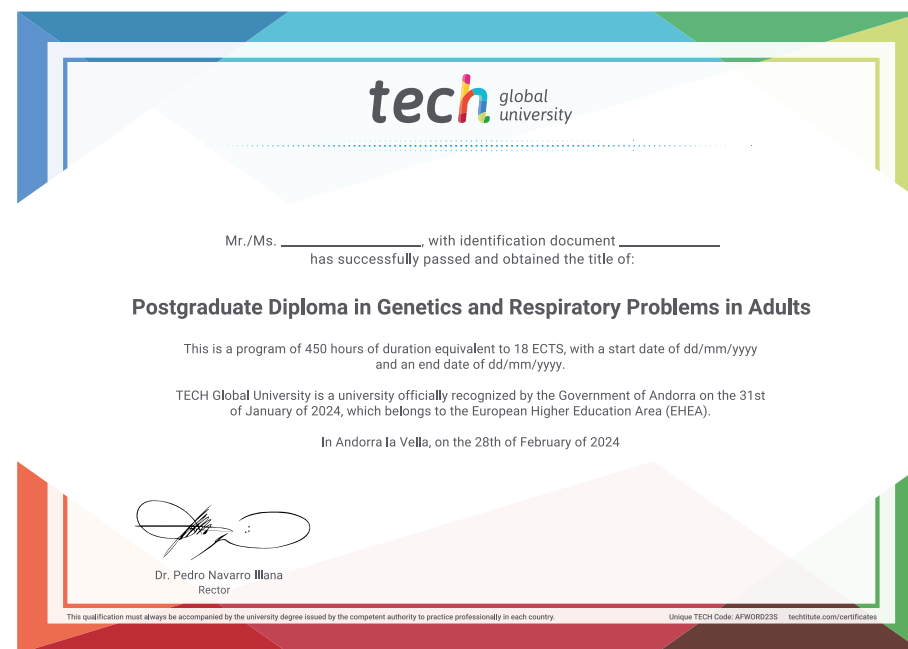 tech global university
Mr./Ms. ____________________, with identification document ______________
has successfully passed and obtained the title of:
Postgraduate Diploma in Genetics and Respiratory Problems in Adults
This is a program of 450 hours of duration equivalent to 18 ECTS, with a start date of dd/mm/yyyy
and an end date of dd/mm/yyyy.
TECH Global University is a university officially recognized by the Government of Andorra on the 31st
of January of 2024, which belongs to the European Higher Education Area (EHEA).
In Andorra la Vella, on the 28th of February of 2024
Dr. Pedro Navarro Illana
Rector
This qualification must always be accompanied by the university degree issued by the competent authority to practice professionally in each country.
Unique TECH Code: AFWORD23S techtitute.com/certificates